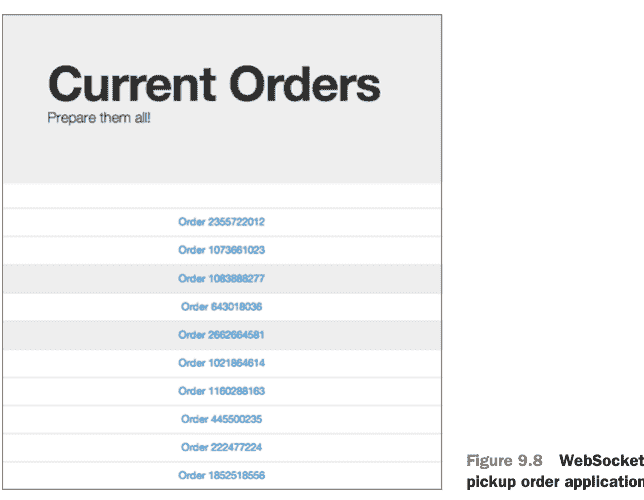 Current Orders
Prepare them all!
Order 2355722012
Order 1073661023
Order 1083888277
Order 643018036
Order 2662664581
Order 1021864614
Order 1160288163
Order 445500235
Order 222477224
Order 1852518556
Figure 9.8 WebSocket
pickup order application